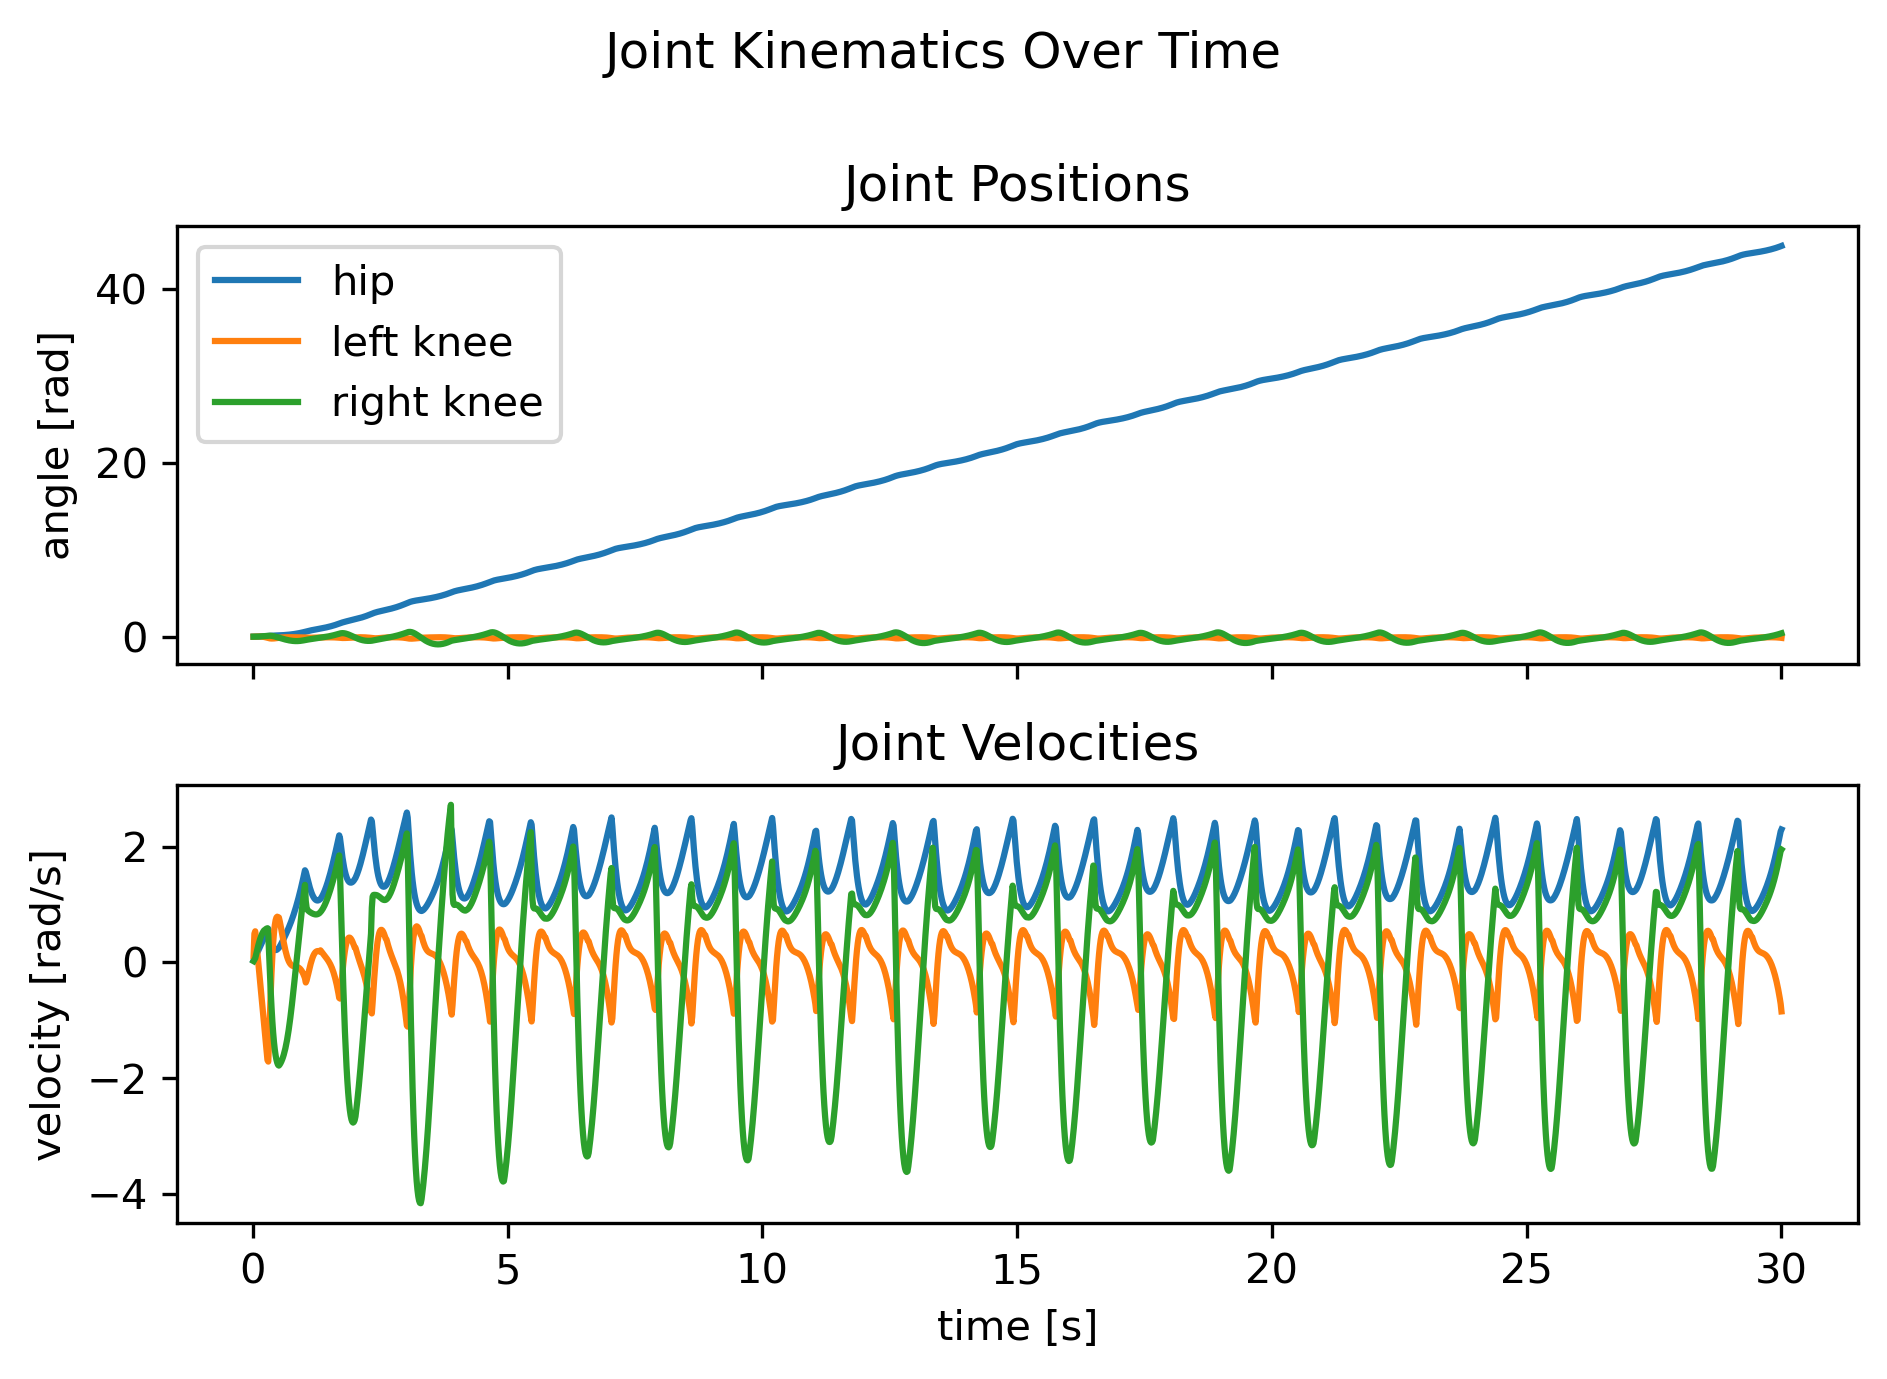 Joint Kinematics Over Time
Joint Positions
hip
left knee
right knee
angle [rad]
40
20
0
Joint Velocities
velocity [rad/s]
2
0
−2
−4
0 5 10 15 20 25 30
time [s]